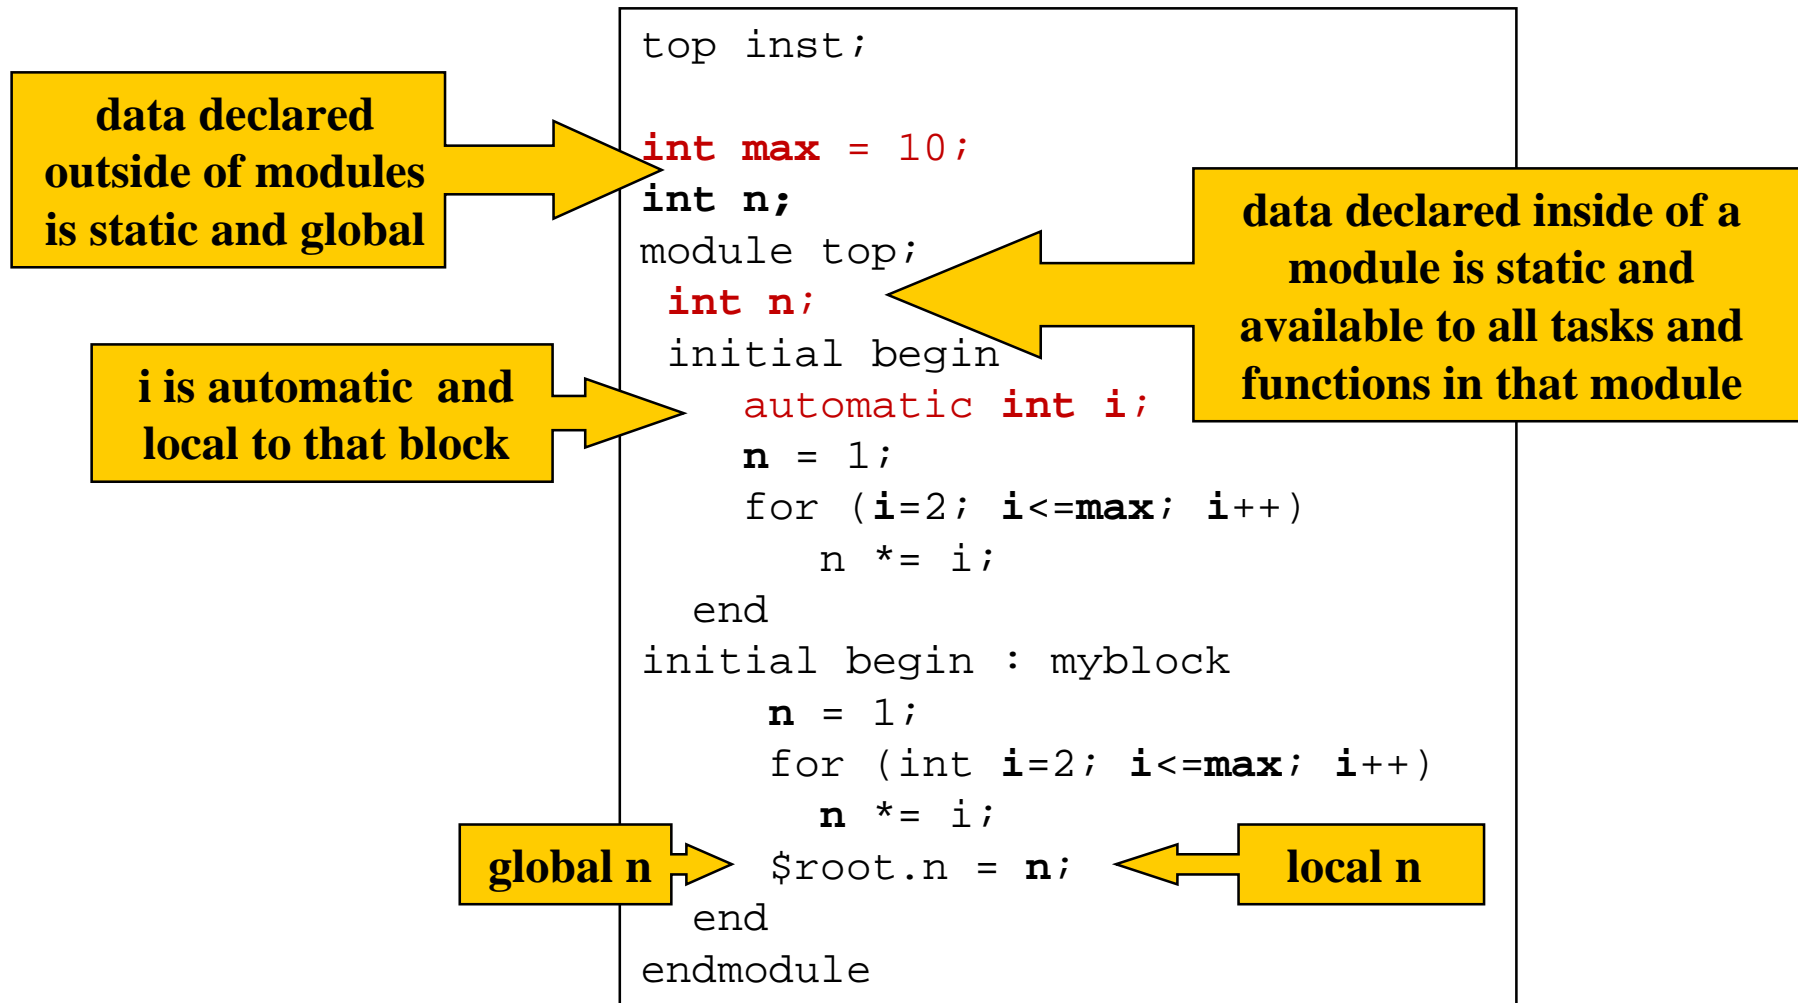 top inst;
data declared
outside of modules
is static and global
int max = 10;
int n;
module top;
int n;
data declared inside of a
module is static and
available to all tasks and
functions in that module
initial begin
i is automatic and
local to that block
automatic int i;
n = 1;
for (i=2; i<=max; i++)
n *= i;
end
initial begin : myblock
n = 1;
for (int i=2; i<=max; i++)
n *= i;
global n
$root.n = n;
local n
end
endmodule